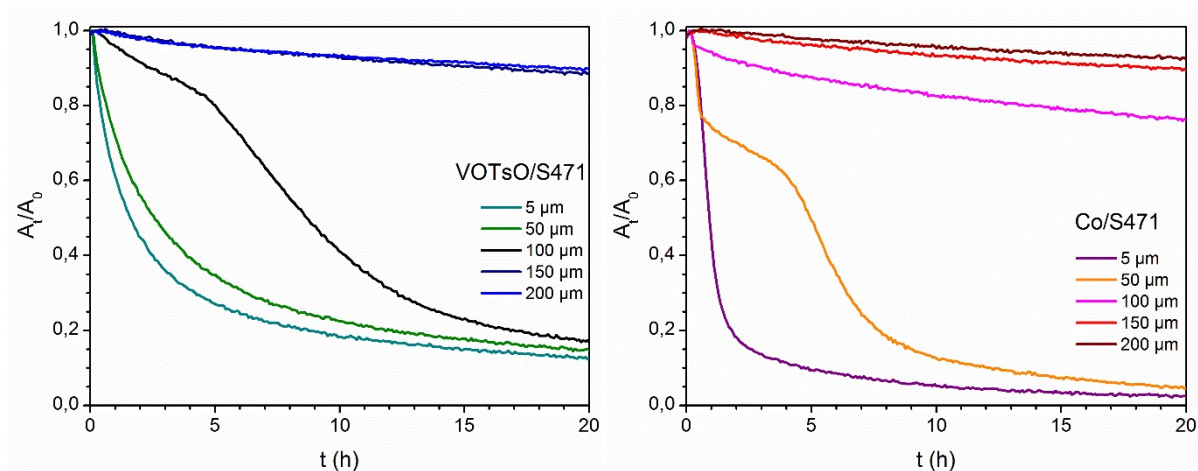 1,0
0,8
0,6
0,4
0,2
0,0
At/A0
VOTsO/S471
5 µm
50 µm
100 µm
150 µm
200 µm
0 5 10 15 20
t (h)
1,0
0,8
0,6
0,4
0,2
0,0
At/A0
Co/S471
5 µm
50 µm
100 µm
150 µm
200 µm
0 5 10 15 20
t (h)